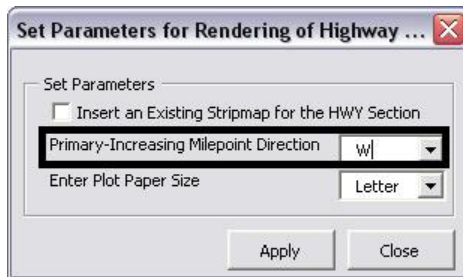 Set Parameters for Rendering of Highway ...
Set Parameters
Insert an Existing Stripmap for the HWY Section
Primary-Increasing Milepoint Direction W
Enter Plot Paper Size Letter
Apply Close